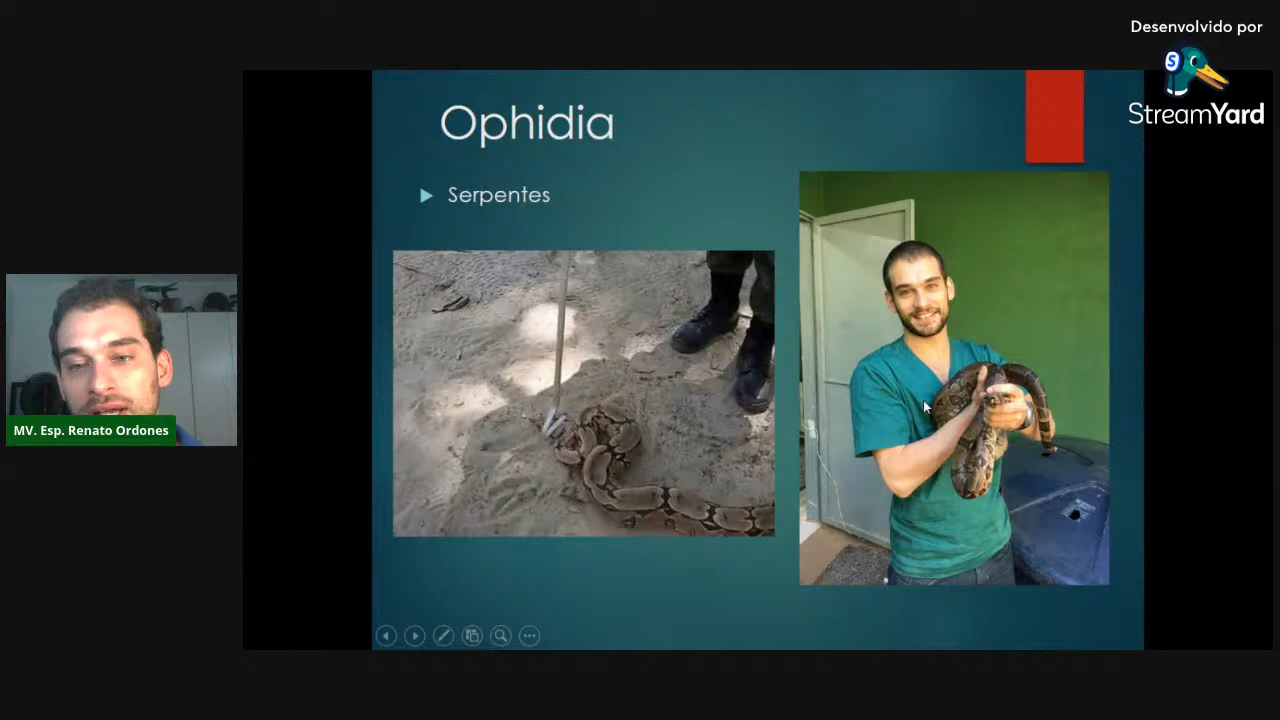 Desenvolvido por
S
StreamYard
Ophidia
Serpentes
MV. Esp. Renato Ordones